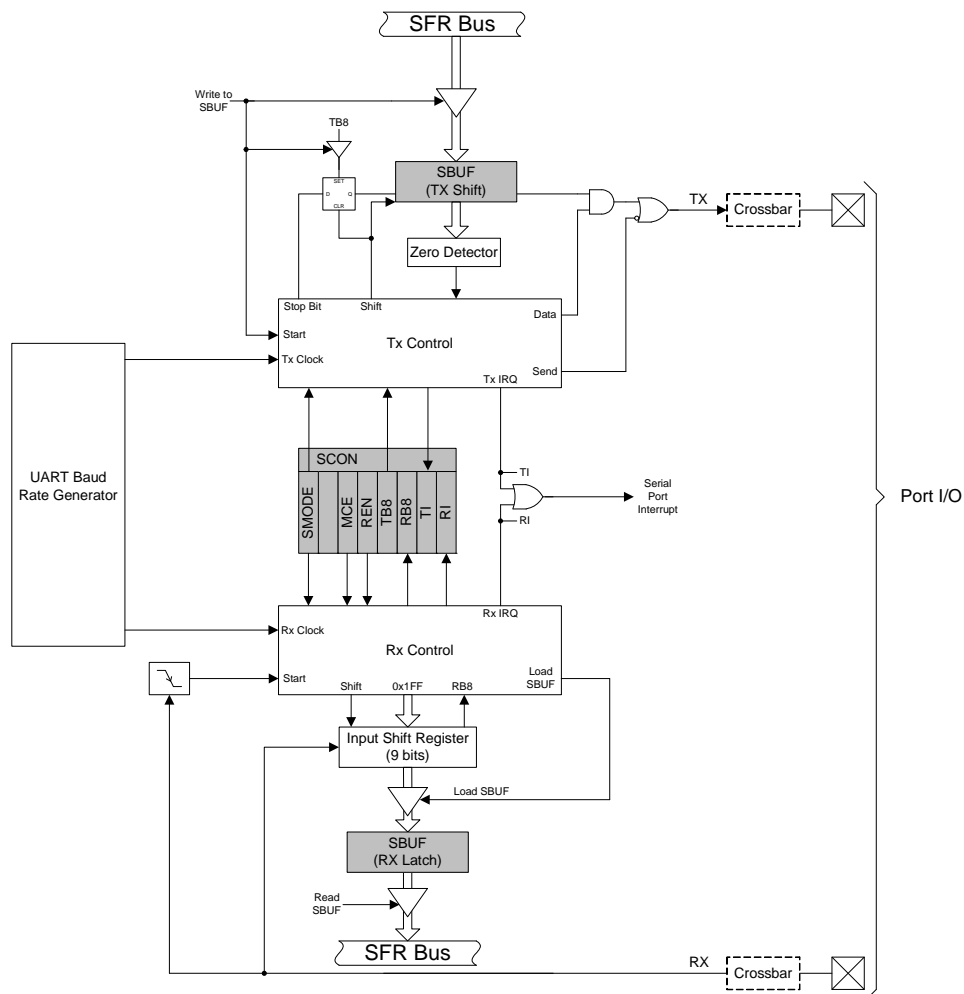 SFR Bus
Write to
SBUF
TB8
SET
D
Q
CLR
SBUF
(TX Shift)
TX
Crossbar
Zero Detector
Stop Bit
Shift
Data
Start
Tx Control
Tx Clock
Send
Tx IRQ
UART Baud
Rate Generator
SCON
SMODE
MCE
REN
TB8
RB8
TI
RI
TI
Serial
Port
Interrupt
RI
Port I/O
Rx IRQ
Rx Clock
Rx Control
Start
Load
SBUF
Shift
0x1FF
RB8
Input Shift Register
(9 bits)
Load SBUF
SBUF
(RX Latch)
Read
SBUF
SFR Bus
RX
Crossbar